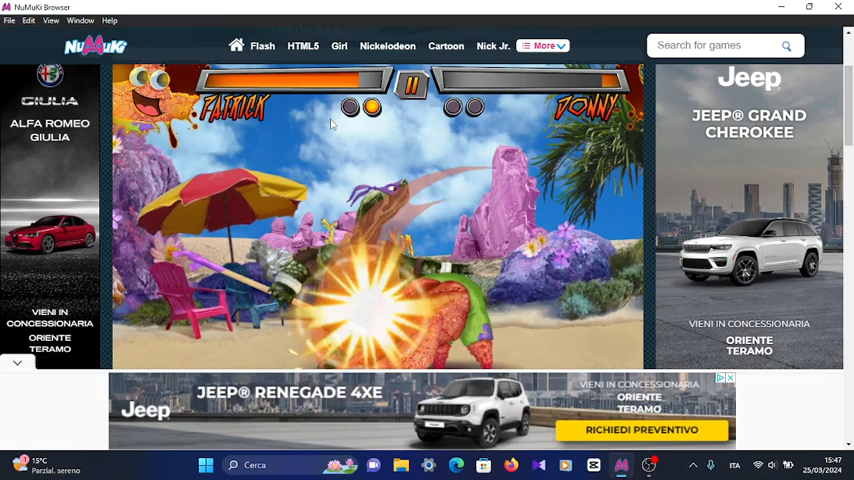 NuMuKi Browser
File Edit View Window Help
NuMuKi
Flash HTML5 Girl Nickelodeon Cartoon Nick Jr. More
Search for games
GIULIA
ALFA ROMEO
GIULIA
VIENI IN
CONCESSIONARIA
ORIENTE
TERAMO
PATRICK
DONNY
Jeep
JEEP® GRAND
CHEROKEE
VIENI IN CONCESSIONARIA
ORIENTE
TERAMO
Jeep
JEEP® RENEGADE 4XE
VIENI IN CONCESSIONARIA
ORIENTE
TERAMO
RICHIEDI PREVENTIVO
1
15°C
Parzial. sereno
Cerca
ITA
15:47
25/03/2024